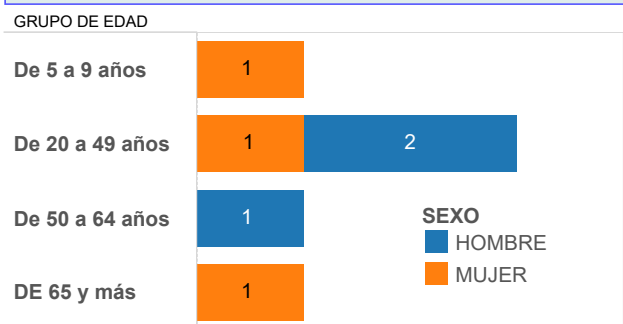 GRUPO DE EDAD
De 5 a 9 años 1
De 20 a 49 años 1 2
De 50 a 64 años 1
DE 65 y más 1
SEXO
HOMBRE
MUJER